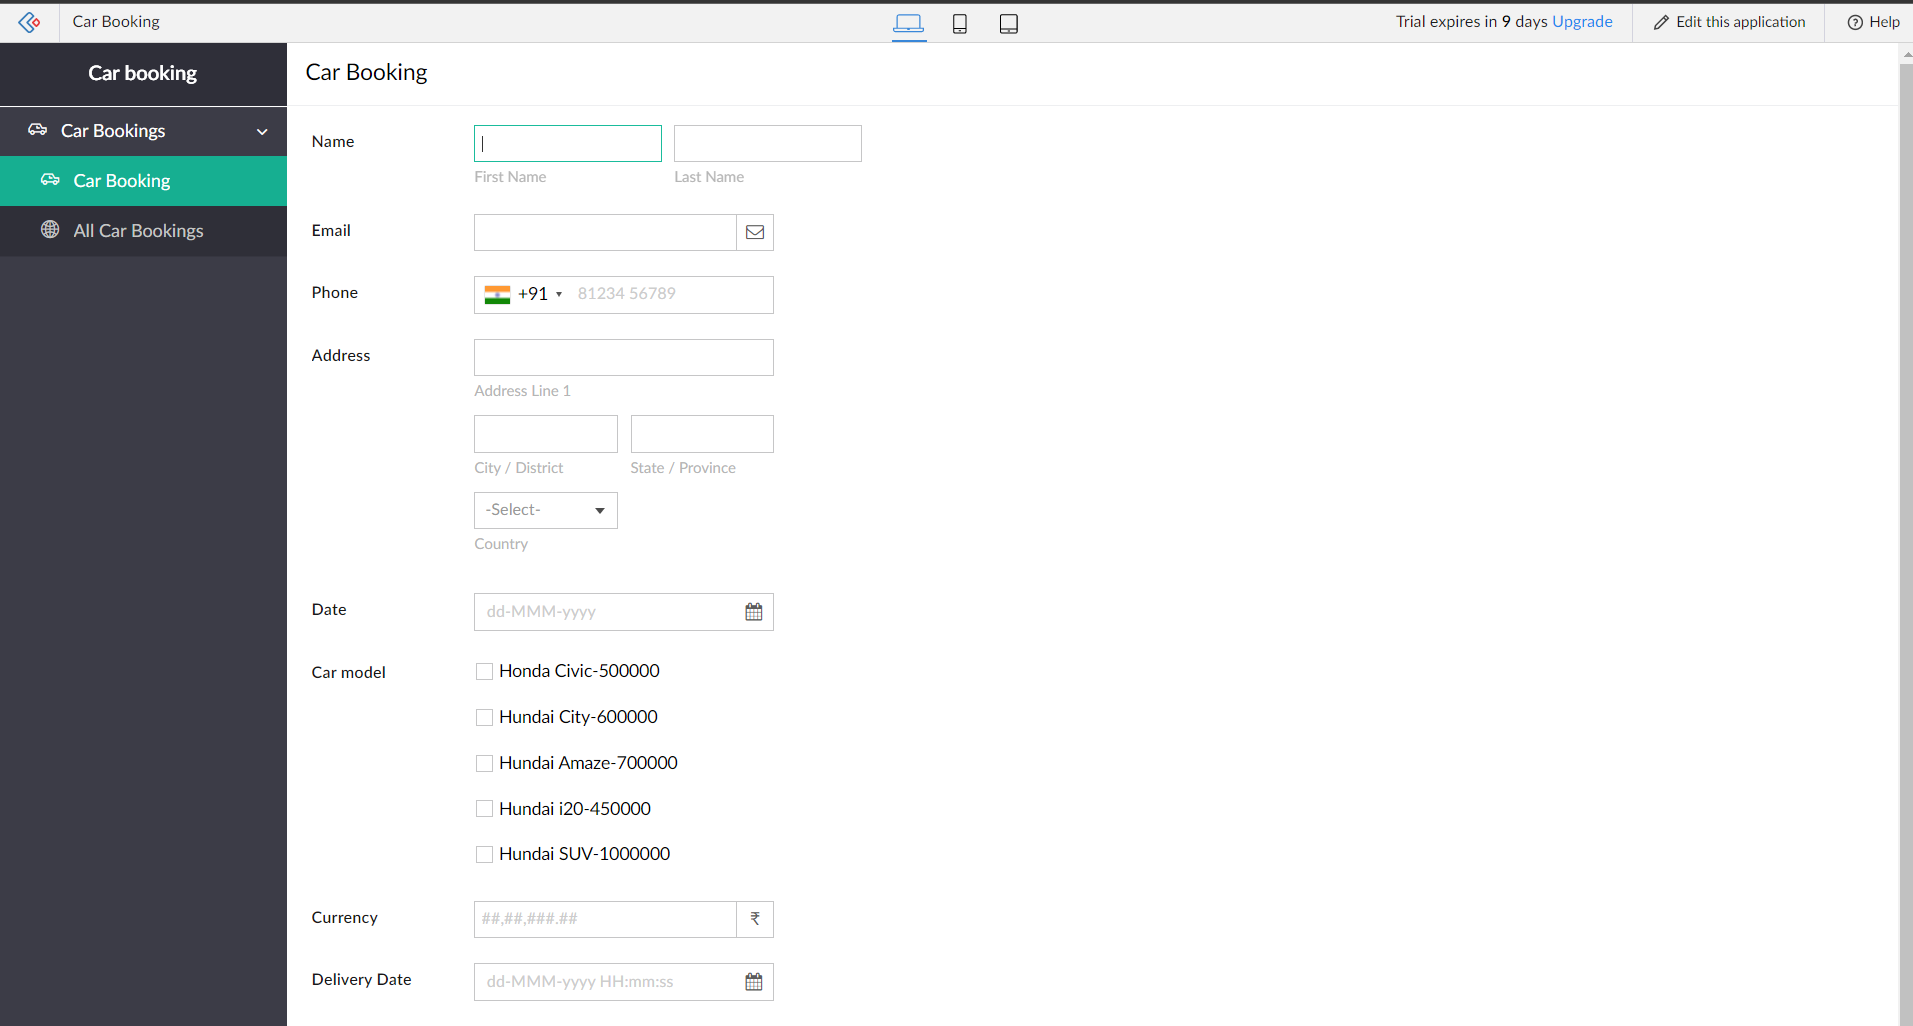 Car Booking
Trial expires in 9 days Upgrade
Edit this application
Help
Car booking
Car Bookings
Car Booking
All Car Bookings
Car Booking
Name
First Name
Last Name
Email
Phone
+91
81234 56789
Address
Address Line 1
City / District
State / Province
-Select-
Country
Date
dd-MMM-yyyy
Car model
Honda Civic-500000
Hundai City-600000
Hundai Amaze-700000
Hundai i20-450000
Hundai SUV-1000000
Currency
##,##,###.##
₹
Delivery Date
dd-MMM-yyyy HH:mm:ss